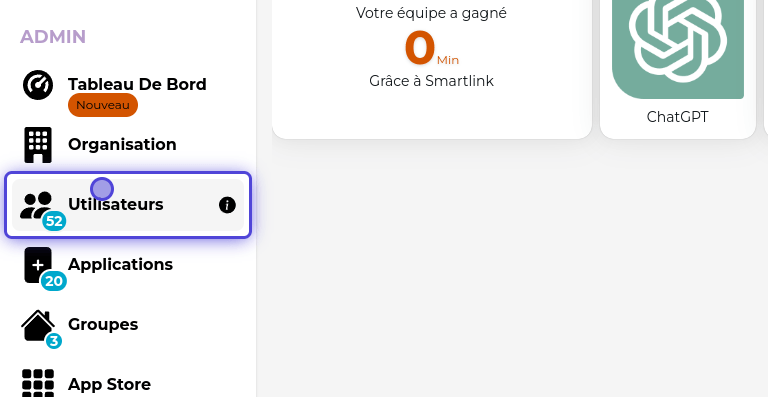 ADMIN
Tableau De Bord
Nouveau
Organisation
Utilisateurs
52
Applications
20
Groupes
3
App Store
Votre équipe a gagné
0 Min
Grâce à Smartlink
ChatGPT